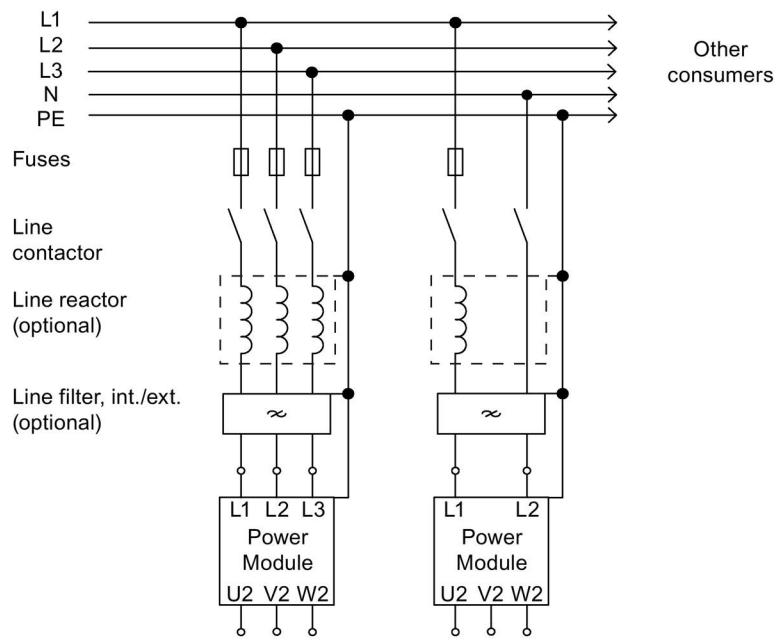 L1
L2
L3
N
PE
Other
consumers
Fuses
Line
contactor
Line reactor
(optional)
Line filter, int./ext.
(optional)
L1 L2 L3
Power
Module
U2 V2 W2
L1 L2
Power
Module
U2 V2 W2